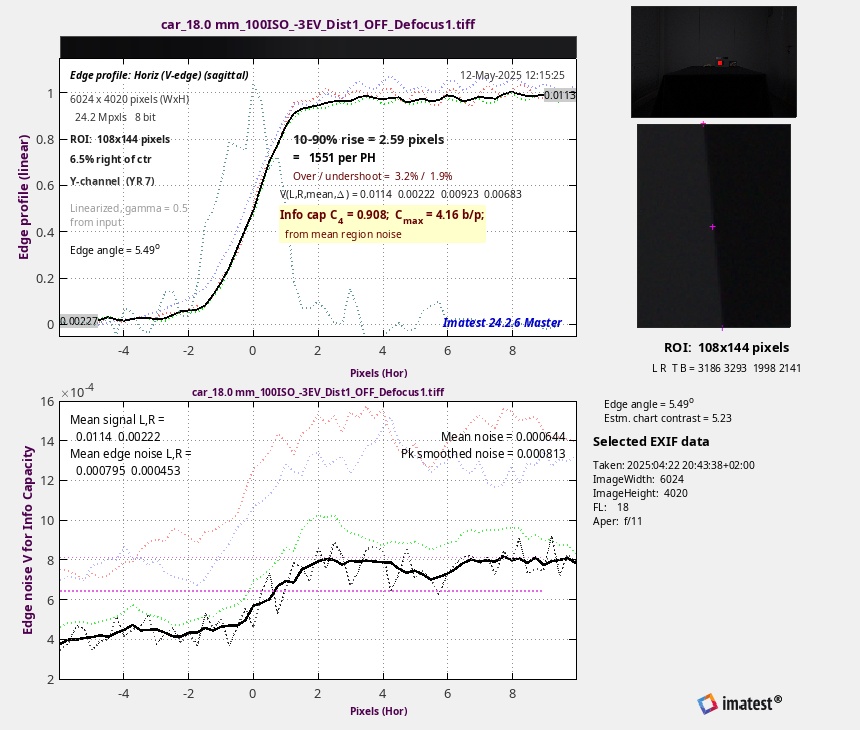 car_18.0 mm_100ISO_-3EV_Dist1_OFF_Defocus1.tiff
Edge profile: Horiz (V-edge) (sagittal)
12-May-2025 12:15:25
6024 x 4020 pixels (WxH)
24.2 Mpxls   8 bit
ROI:  108x144 pixels
6.5% right of ctr
Y-channel  (YR 7)
Linearized, gamma = 0.5
from input
Edge angle = 5.49o
10-90% rise = 2.59 pixels
=   1551 per PH
Over / undershoot =  3.2% /  1.9%
V(L,R,mean,Δ) = 0.0114  0.00222  0.00923  0.00683
Info cap C4 = 0.908;  Cmax = 4.16 b/p;
from mean region noise
0.0113
0.00227
Imatest 24.2.6 Master
Edge profile (linear)
1
0.8
0.6
0.4
0.2
0
-4 -2 0 2 4 6 8
Pixels (Hor)
car_18.0 mm_100ISO_-3EV_Dist1_OFF_Defocus1.tiff
×10-4
Mean signal L,R =
0.0114  0.00222
Mean edge noise L,R =
0.000795  0.000453
Mean noise = 0.000644
Pk smoothed noise = 0.000813
Edge noise V for Info Capacity
16
14
12
10
8
6
4
2
-4 -2 0 2 4 6 8
Pixels (Hor)
ROI:  108x144 pixels
L R  T B = 3186 3293  1998 2141
Edge angle = 5.49o
Estm. chart contrast = 5.23
Selected EXIF data
Taken: 2025:04:22 20:43:38+02:00
ImageWidth:  6024
ImageHeight:  4020
FL:   18
Aper:  f/11
imatest®